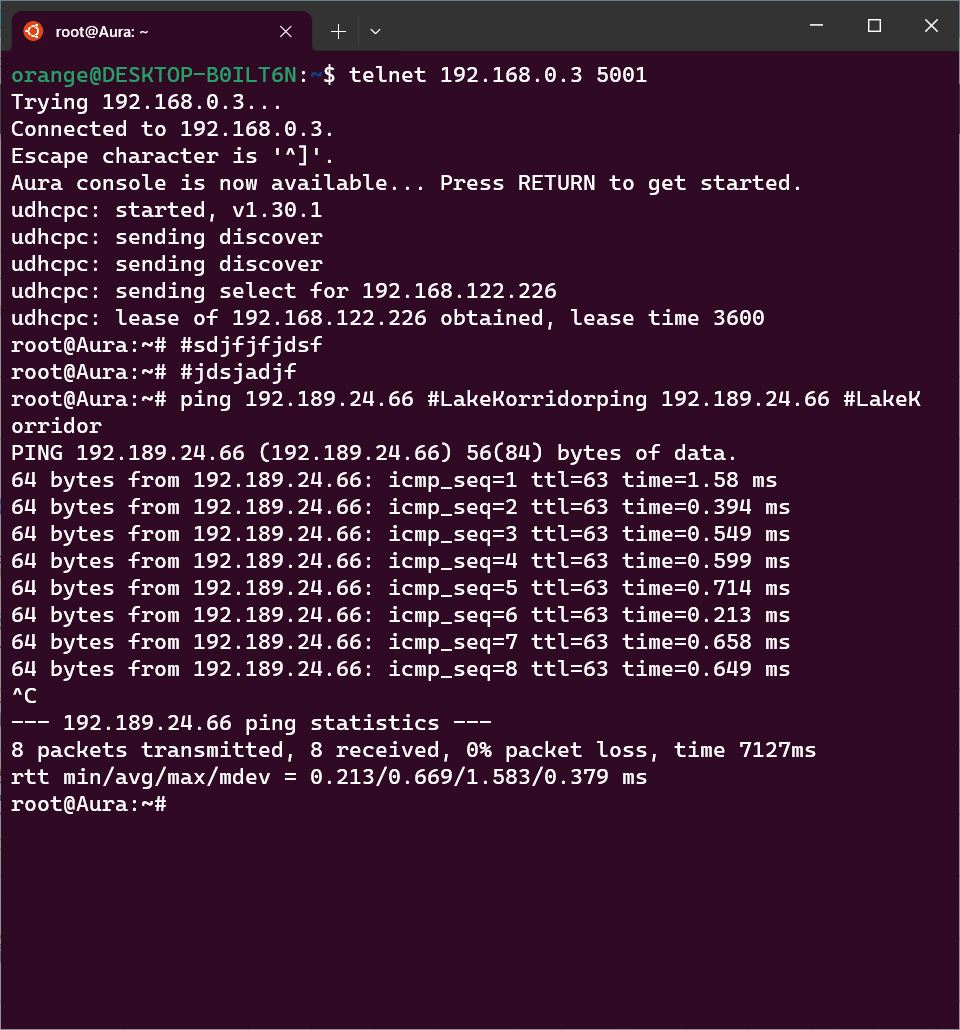 root@Aura: ~
orange@DESKTOP-B0ILT6N:~$ telnet 192.168.0.3 5001
Trying 192.168.0.3...
Connected to 192.168.0.3.
Escape character is '^]'.
Aura console is now available... Press RETURN to get started.
udhcpc: started, v1.30.1
udhcpc: sending discover
udhcpc: sending discover
udhcpc: sending select for 192.168.122.226
udhcpc: lease of 192.168.122.226 obtained, lease time 3600
root@Aura:~# #sdjfjfjdsf
root@Aura:~# #jdsjadjf
root@Aura:~# ping 192.189.24.66 #LakeKorridorping 192.189.24.66 #LakeK
orridor
PING 192.189.24.66 (192.189.24.66) 56(84) bytes of data.
64 bytes from 192.189.24.66: icmp_seq=1 ttl=63 time=1.58 ms
64 bytes from 192.189.24.66: icmp_seq=2 ttl=63 time=0.394 ms
64 bytes from 192.189.24.66: icmp_seq=3 ttl=63 time=0.549 ms
64 bytes from 192.189.24.66: icmp_seq=4 ttl=63 time=0.599 ms
64 bytes from 192.189.24.66: icmp_seq=5 ttl=63 time=0.714 ms
64 bytes from 192.189.24.66: icmp_seq=6 ttl=63 time=0.213 ms
64 bytes from 192.189.24.66: icmp_seq=7 ttl=63 time=0.658 ms
64 bytes from 192.189.24.66: icmp_seq=8 ttl=63 time=0.649 ms
^C
--- 192.189.24.66 ping statistics ---
8 packets transmitted, 8 received, 0% packet loss, time 7127ms
rtt min/avg/max/mdev = 0.213/0.669/1.583/0.379 ms
root@Aura:~#